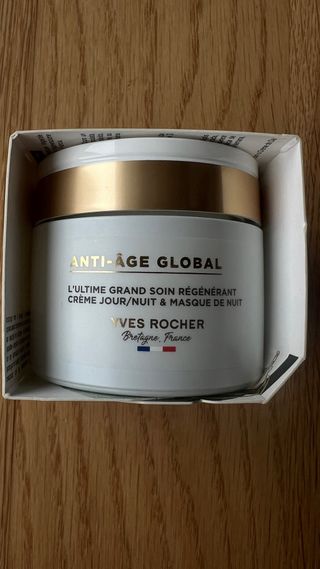 ANTI-ÂGE GLOBAL
L'ULTIME GRAND SOIN RÉGÉNÉRANT
CRÈME JOUR/NUIT & MASQUE DE NUIT
YVES ROCHER
Bretagne, France